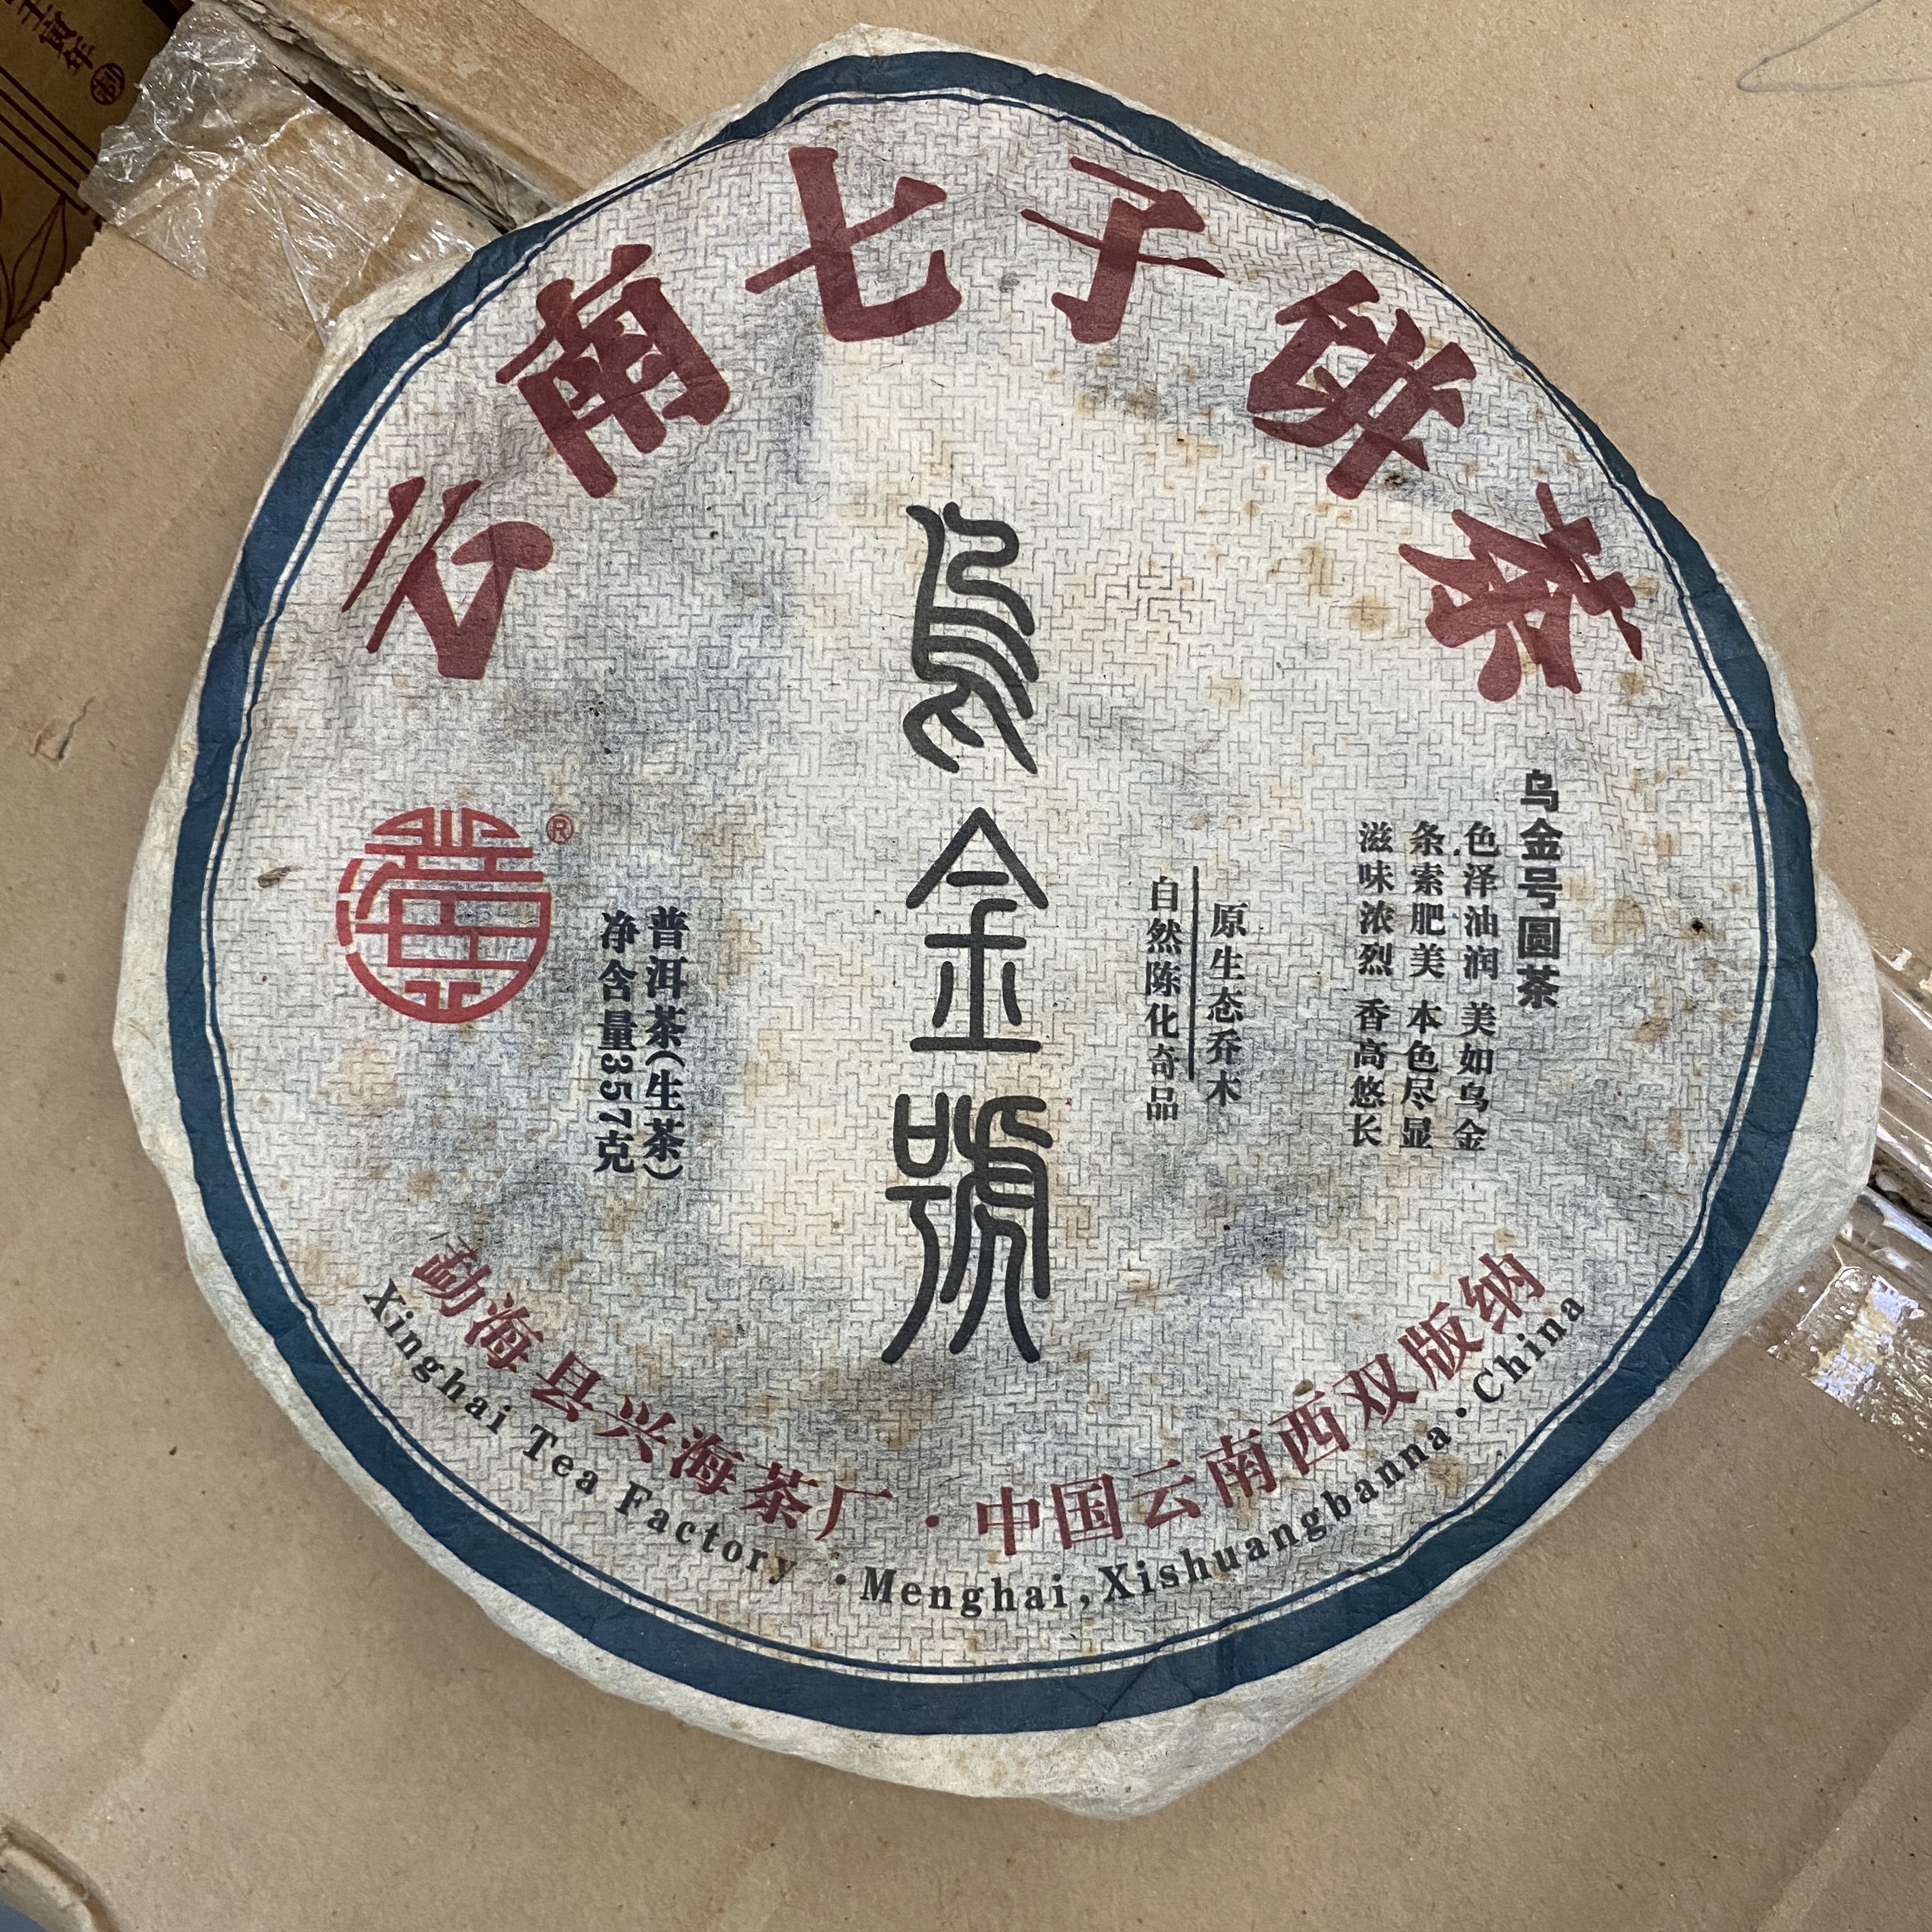 云南七子饼茶
乌金号圆茶
色泽油润 美如乌金
条索肥美 本色尽显
滋味浓烈 香高悠长
原生态乔木
自然陈化奇品
烏金號
普洱茶(生茶)
净含量357克
®
勐海县兴海茶厂·中国云南西双版纳
Xinghai Tea Factory·Menghai,Xishuangbanna·China
壬寅年